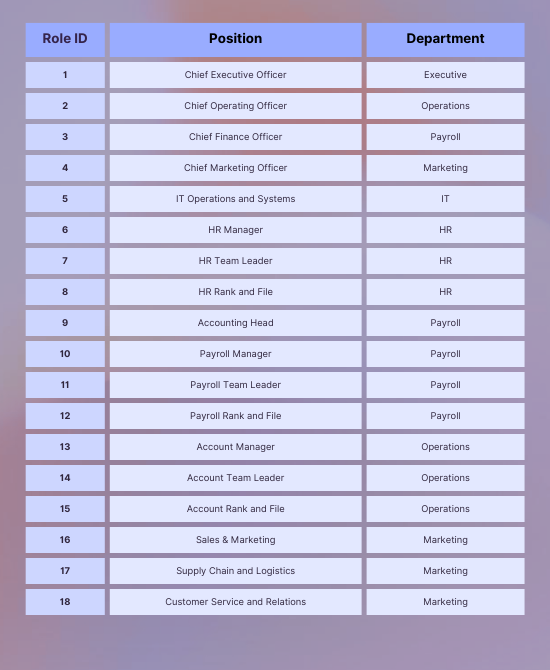 Role ID Position Department
1 Chief Executive Officer Executive
2 Chief Operating Officer Operations
3 Chief Finance Officer Payroll
4 Chief Marketing Officer Marketing
5 IT Operations and Systems IT
6 HR Manager HR
7 HR Team Leader HR
8 HR Rank and File HR
9 Accounting Head Payroll
10 Payroll Manager Payroll
11 Payroll Team Leader Payroll
12 Payroll Rank and File Payroll
13 Account Manager Operations
14 Account Team Leader Operations
15 Account Rank and File Operations
16 Sales & Marketing Marketing
17 Supply Chain and Logistics Marketing
18 Customer Service and Relations Marketing